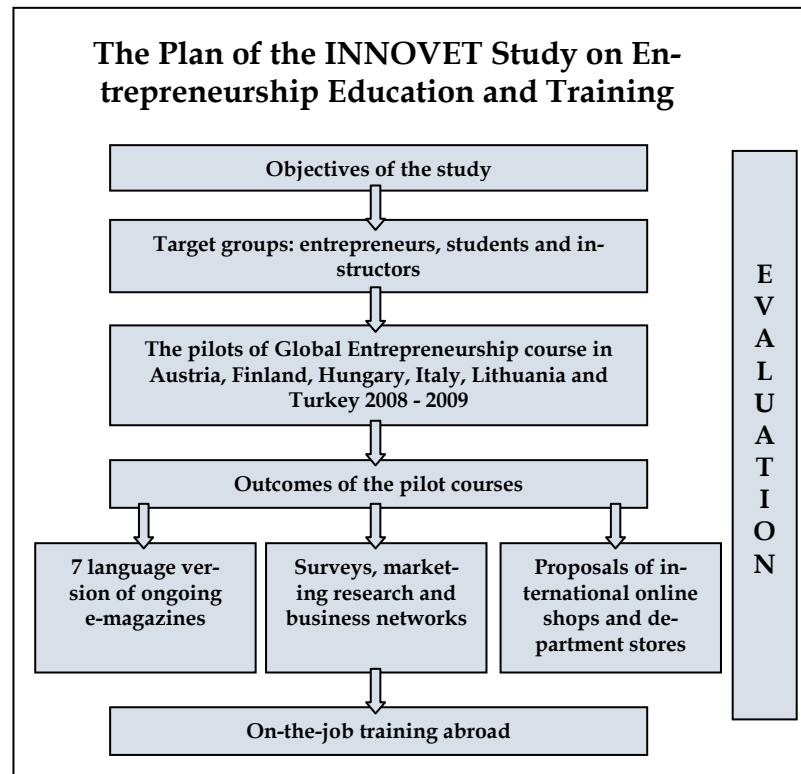 The Plan of the INNOVET Study on En-
trepreneurship Education and Training
Objectives of the study
Target groups: entrepreneurs, students and in-
structors
The pilots of Global Entrepreneurship course in
Austria, Finland, Hungary, Italy, Lithuania and
Turkey 2008 - 2009
Outcomes of the pilot courses
7 language ver-
sion of ongoing
e-magazines
Surveys, market-
ing research and
business networks
Proposals of in-
ternational online
shops and de-
partment stores
On-the-job training abroad
E
V
A
L
U
A
T
I
O
N